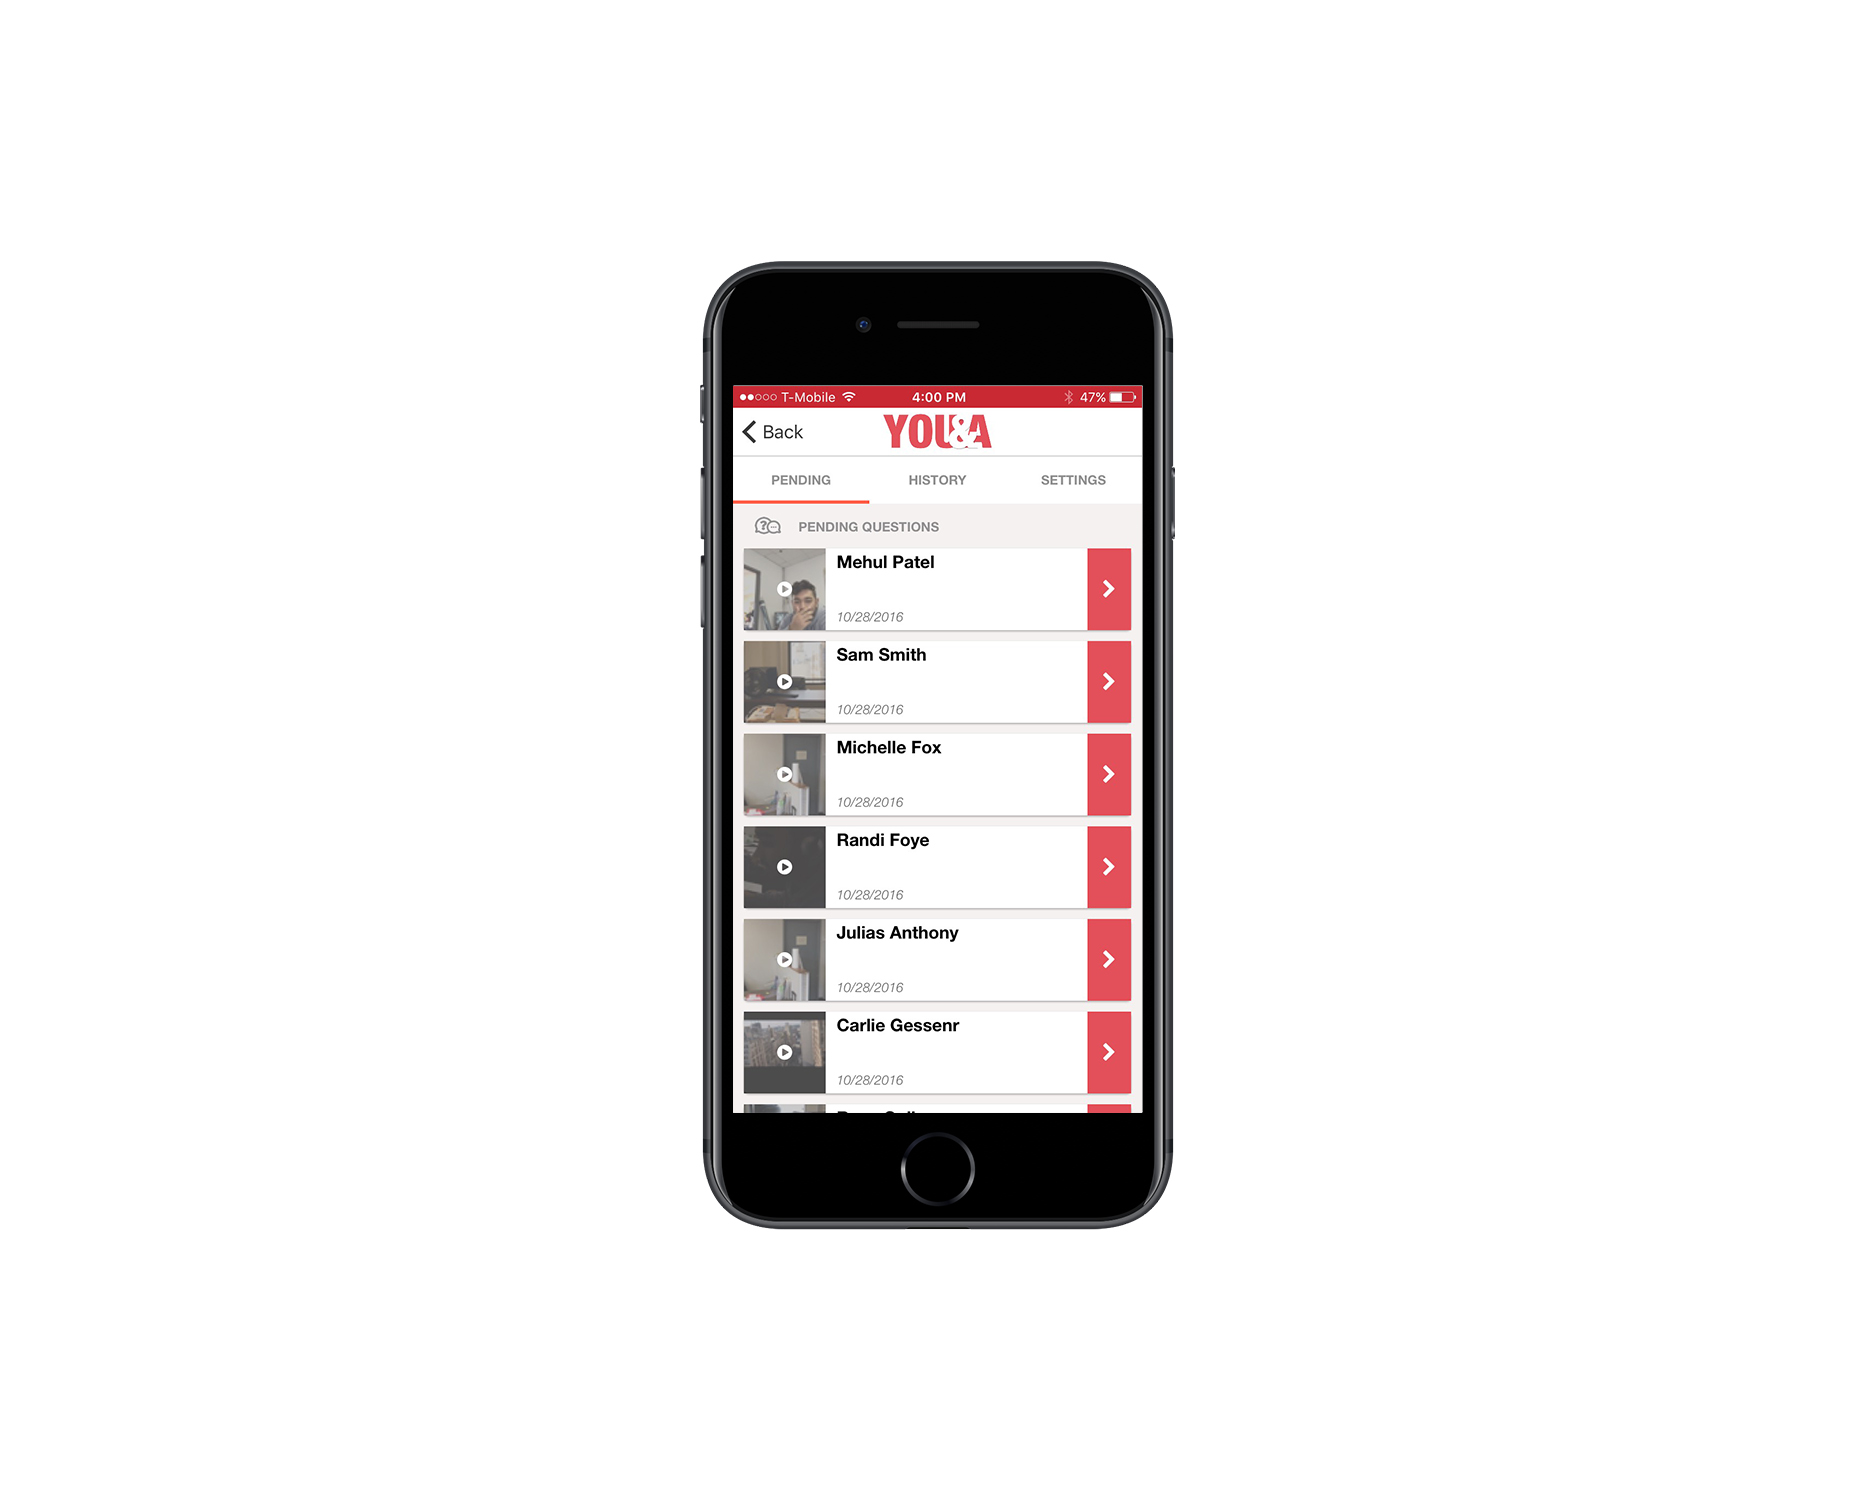 T-Mobile 4:00 PM 47%
Back YOU&A
PENDING HISTORY SETTINGS
PENDING QUESTIONS
Mehul Patel
10/28/2016
Sam Smith
10/28/2016
Michelle Fox
10/28/2016
Randi Foye
10/28/2016
Julias Anthony
10/28/2016
Carlie Gessenr
10/28/2016